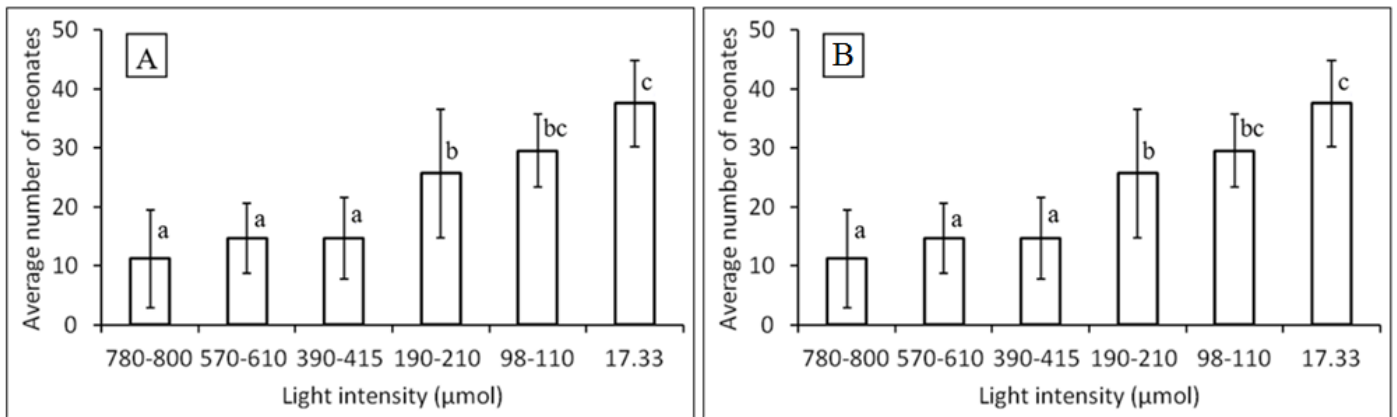 A
Average number of neonates
50
40
30
20
10
0
a
a
a
b
bc
c
780-800 570-610 390-415 190-210 98-110 17.33
Light intensity (µmol)
B
Average number of neonates
50
40
30
20
10
0
a
a
a
b
bc
c
780-800 570-610 390-415 190-210 98-110 17.33
Light intensity (µmol)